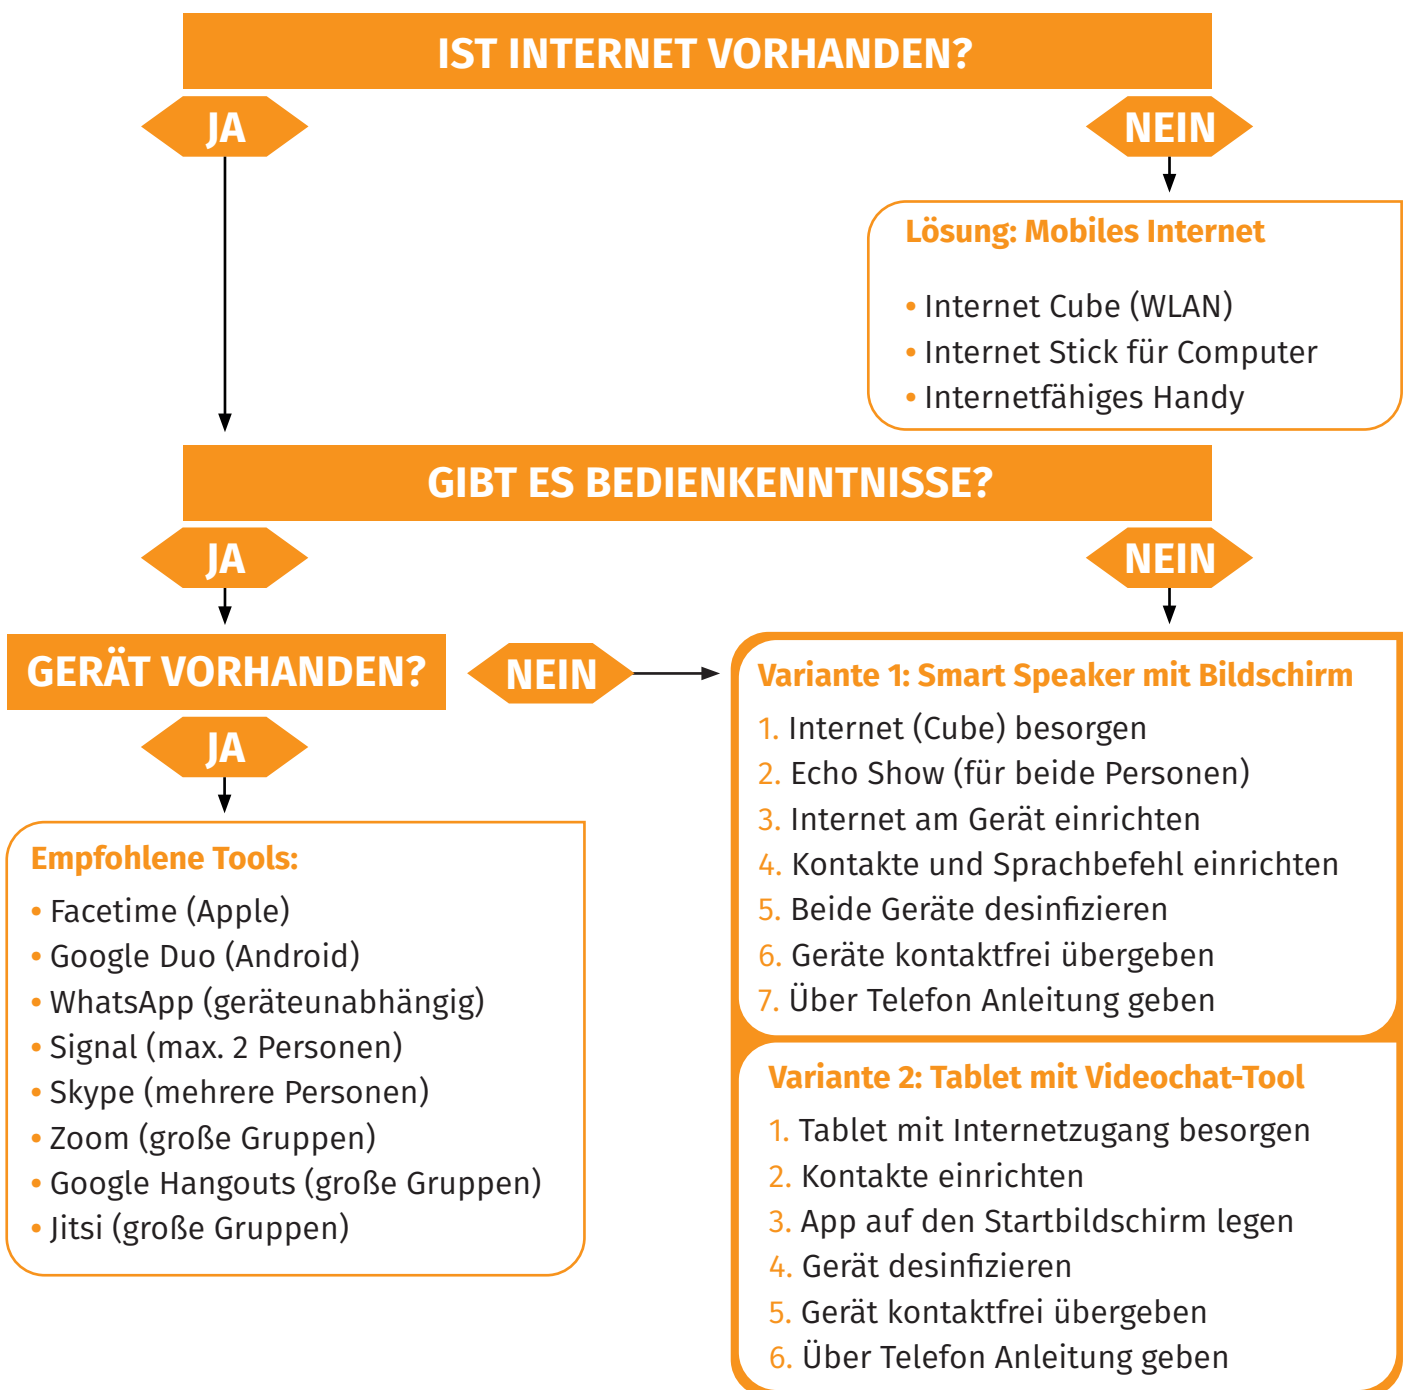 IST INTERNET VORHANDEN?
JA
NEIN
Lösung: Mobiles Internet
• Internet Cube (WLAN)
• Internet Stick für Computer
• Internetfähiges Handy
GIBT ES BEDIENKENNTNISSE?
JA
NEIN
GERÄT VORHANDEN?
NEIN
JA
Empfohlene Tools:
• Facetime (Apple)
• Google Duo (Android)
• WhatsApp (geräteunabhängig)
• Signal (max. 2 Personen)
• Skype (mehrere Personen)
• Zoom (große Gruppen)
• Google Hangouts (große Gruppen)
• Jitsi (große Gruppen)
Variante 1: Smart Speaker mit Bildschirm
1. Internet (Cube) besorgen
2. Echo Show (für beide Personen)
3. Internet am Gerät einrichten
4. Kontakte und Sprachbefehl einrichten
5. Beide Geräte desinfizieren
6. Geräte kontaktfrei übergeben
7. Über Telefon Anleitung geben
Variante 2: Tablet mit Videochat-Tool
1. Tablet mit Internetzugang besorgen
2. Kontakte einrichten
3. App auf den Startbildschirm legen
4. Gerät desinfizieren
5. Gerät kontaktfrei übergeben
6. Über Telefon Anleitung geben